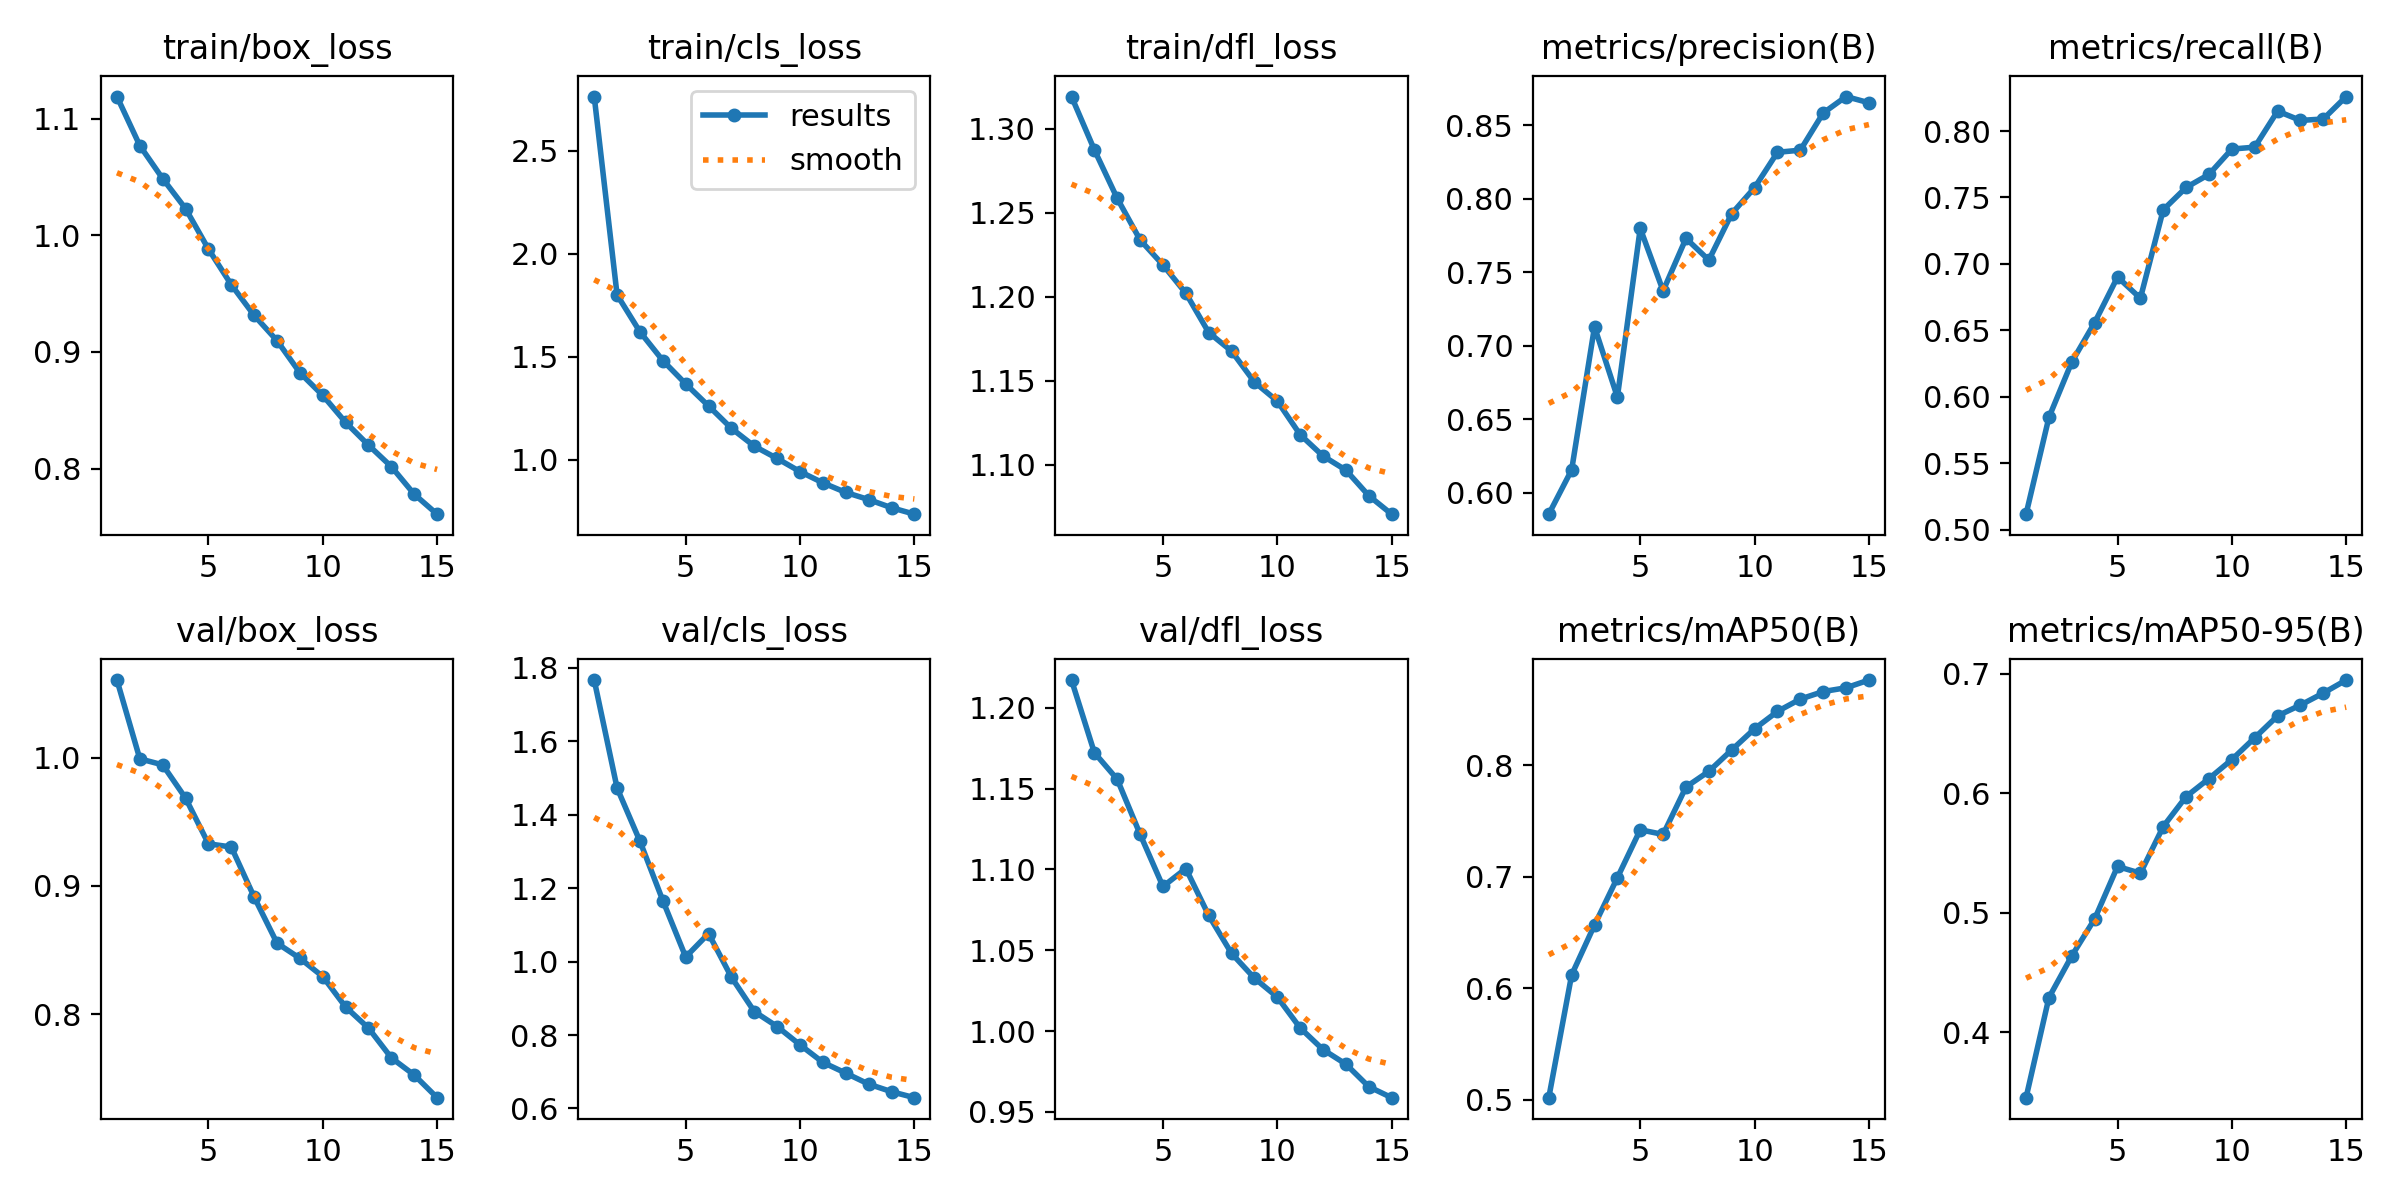 train/box_loss
1.1
1.0
0.9
0.8
5 10 15
train/cls_loss
results
smooth
2.5
2.0
1.5
1.0
5 10 15
train/dfl_loss
1.30
1.25
1.20
1.15
1.10
5 10 15
metrics/precision(B)
0.85
0.80
0.75
0.70
0.65
0.60
5 10 15
metrics/recall(B)
0.80
0.75
0.70
0.65
0.60
0.55
0.50
5 10 15
val/box_loss
1.0
0.9
0.8
5 10 15
val/cls_loss
1.8
1.6
1.4
1.2
1.0
0.8
0.6
5 10 15
val/dfl_loss
1.20
1.15
1.10
1.05
1.00
0.95
5 10 15
metrics/mAP50(B)
0.8
0.7
0.6
0.5
5 10 15
metrics/mAP50-95(B)
0.7
0.6
0.5
0.4
5 10 15